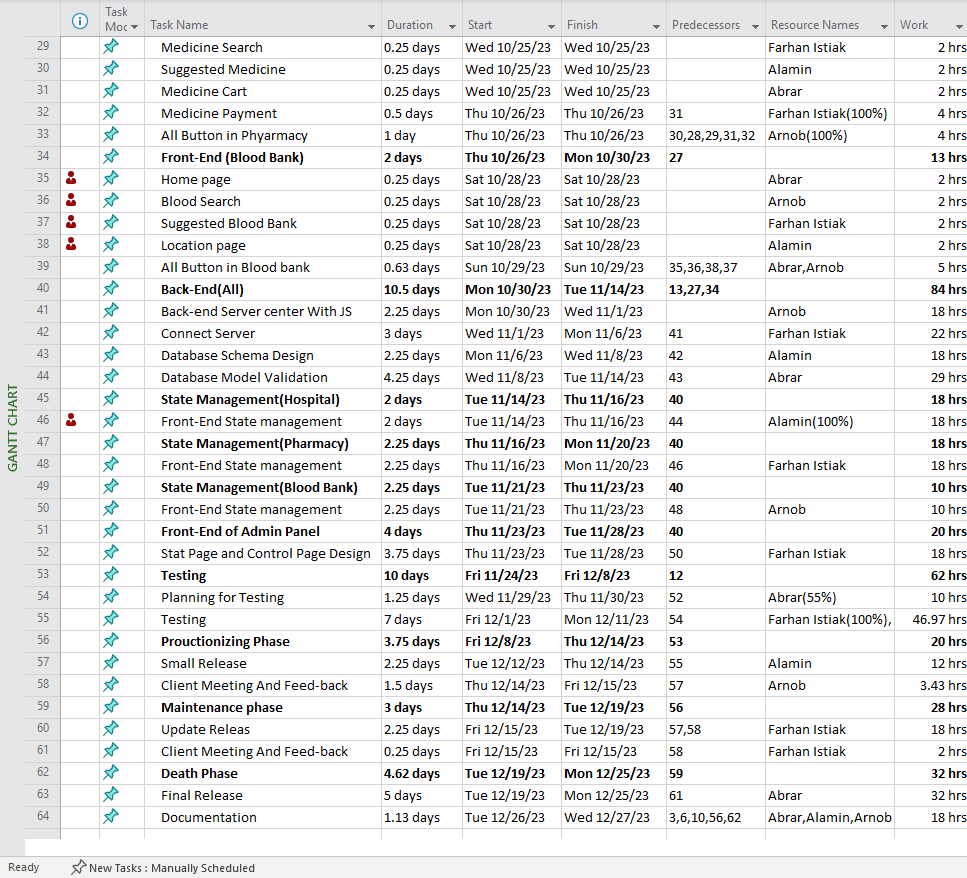 Task Moc Task Name Duration Start Finish Predecessors Resource Names Work
29 Medicine Search 0.25 days Wed 10/25/23 Wed 10/25/23 Farhan Istiak 2 hrs
30 Suggested Medicine 0.25 days Wed 10/25/23 Wed 10/25/23 Alamin 2 hrs
31 Medicine Cart 0.25 days Wed 10/25/23 Wed 10/25/23 Abrar 2 hrs
32 Medicine Payment 0.5 days Thu 10/26/23 Thu 10/26/23 31 Farhan Istiak(100%) 4 hrs
33 All Button in Phyarmacy 1 day Thu 10/26/23 Thu 10/26/23 30,28,29,31,32 Arnob(100%) 4 hrs
34 Front-End (Blood Bank) 2 days Thu 10/26/23 Mon 10/30/23 27 13 hrs
35 Home page 0.25 days Sat 10/28/23 Sat 10/28/23 Abrar 2 hrs
36 Blood Search 0.25 days Sat 10/28/23 Sat 10/28/23 Arnob 2 hrs
37 Suggested Blood Bank 0.25 days Sat 10/28/23 Sat 10/28/23 Farhan Istiak 2 hrs
38 Location page 0.25 days Sat 10/28/23 Sat 10/28/23 Alamin 2 hrs
39 All Button in Blood bank 0.63 days Sun 10/29/23 Sun 10/29/23 35,36,38,37 Abrar,Arnob 5 hrs
40 Back-End(All) 10.5 days Mon 10/30/23 Tue 11/14/23 13,27,34 84 hrs
41 Back-end Server center With JS 2.25 days Mon 10/30/23 Wed 11/1/23 Arnob 18 hrs
42 Connect Server 3 days Wed 11/1/23 Mon 11/6/23 41 Farhan Istiak 22 hrs
43 Database Schema Design 2.25 days Mon 11/6/23 Wed 11/8/23 42 Alamin 18 hrs
44 Database Model Validation 4.25 days Wed 11/8/23 Tue 11/14/23 43 Abrar 29 hrs
45 State Management(Hospital) 2 days Tue 11/14/23 Thu 11/16/23 40 18 hrs
46 Front-End State management 2 days Tue 11/14/23 Thu 11/16/23 44 Alamin(100%) 18 hrs
47 State Management(Pharmacy) 2.25 days Thu 11/16/23 Mon 11/20/23 40 18 hrs
48 Front-End State management 2.25 days Thu 11/16/23 Mon 11/20/23 46 Farhan Istiak 18 hrs
49 State Management(Blood Bank) 2.25 days Tue 11/21/23 Thu 11/23/23 40 10 hrs
50 Front-End State management 2.25 days Tue 11/21/23 Thu 11/23/23 48 Arnob 10 hrs
51 Front-End of Admin Panel 4 days Thu 11/23/23 Tue 11/28/23 40 20 hrs
52 Stat Page and Control Page Design 3.75 days Thu 11/23/23 Tue 11/28/23 50 Farhan Istiak 18 hrs
53 Testing 10 days Fri 11/24/23 Fri 12/8/23 12 62 hrs
54 Planning for Testing 1.25 days Wed 11/29/23 Thu 11/30/23 52 Abrar(55%) 10 hrs
55 Testing 7 days Fri 12/1/23 Mon 12/11/23 54 Farhan Istiak(100%), 46.97 hrs
56 Prouctionizing Phase 3.75 days Fri 12/8/23 Thu 12/14/23 53 20 hrs
57 Small Release 2.25 days Tue 12/12/23 Thu 12/14/23 55 Alamin 12 hrs
58 Client Meeting And Feed-back 1.5 days Thu 12/14/23 Fri 12/15/23 57 Arnob 3.43 hrs
59 Maintenance phase 3 days Thu 12/14/23 Tue 12/19/23 56 28 hrs
60 Update Releas 2.25 days Fri 12/15/23 Tue 12/19/23 57,58 Farhan Istiak 18 hrs
61 Client Meeting And Feed-back 0.25 days Fri 12/15/23 Fri 12/15/23 58 Farhan Istiak 2 hrs
62 Death Phase 4.62 days Tue 12/19/23 Mon 12/25/23 59 32 hrs
63 Final Release 5 days Tue 12/19/23 Mon 12/25/23 61 Abrar 32 hrs
64 Documentation 1.13 days Tue 12/26/23 Wed 12/27/23 3,6,10,56,62 Abrar,Alamin,Arnob 18 hrs
GANTT CHART
Ready New Tasks : Manually Scheduled